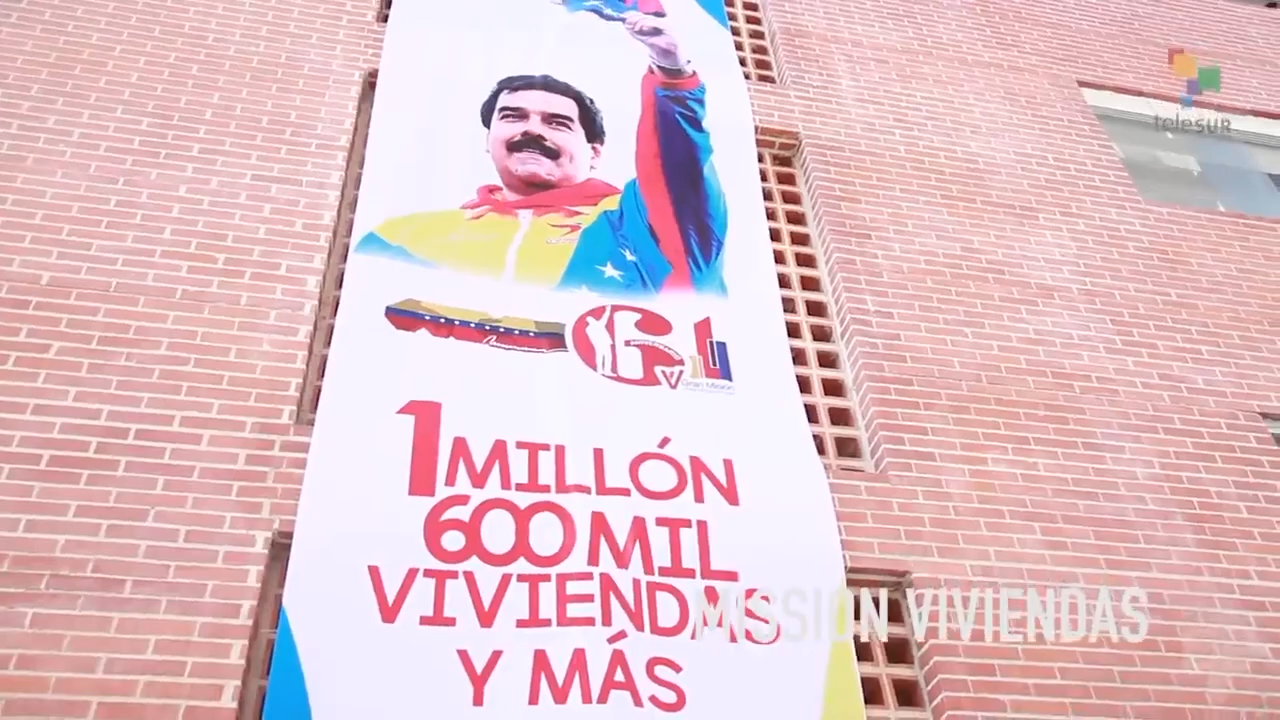 teleSUR
Gran Misión
1 MILLÓN
600 MIL
VIVIENDAS
Y MÁS
MISSION VIVIENDAS